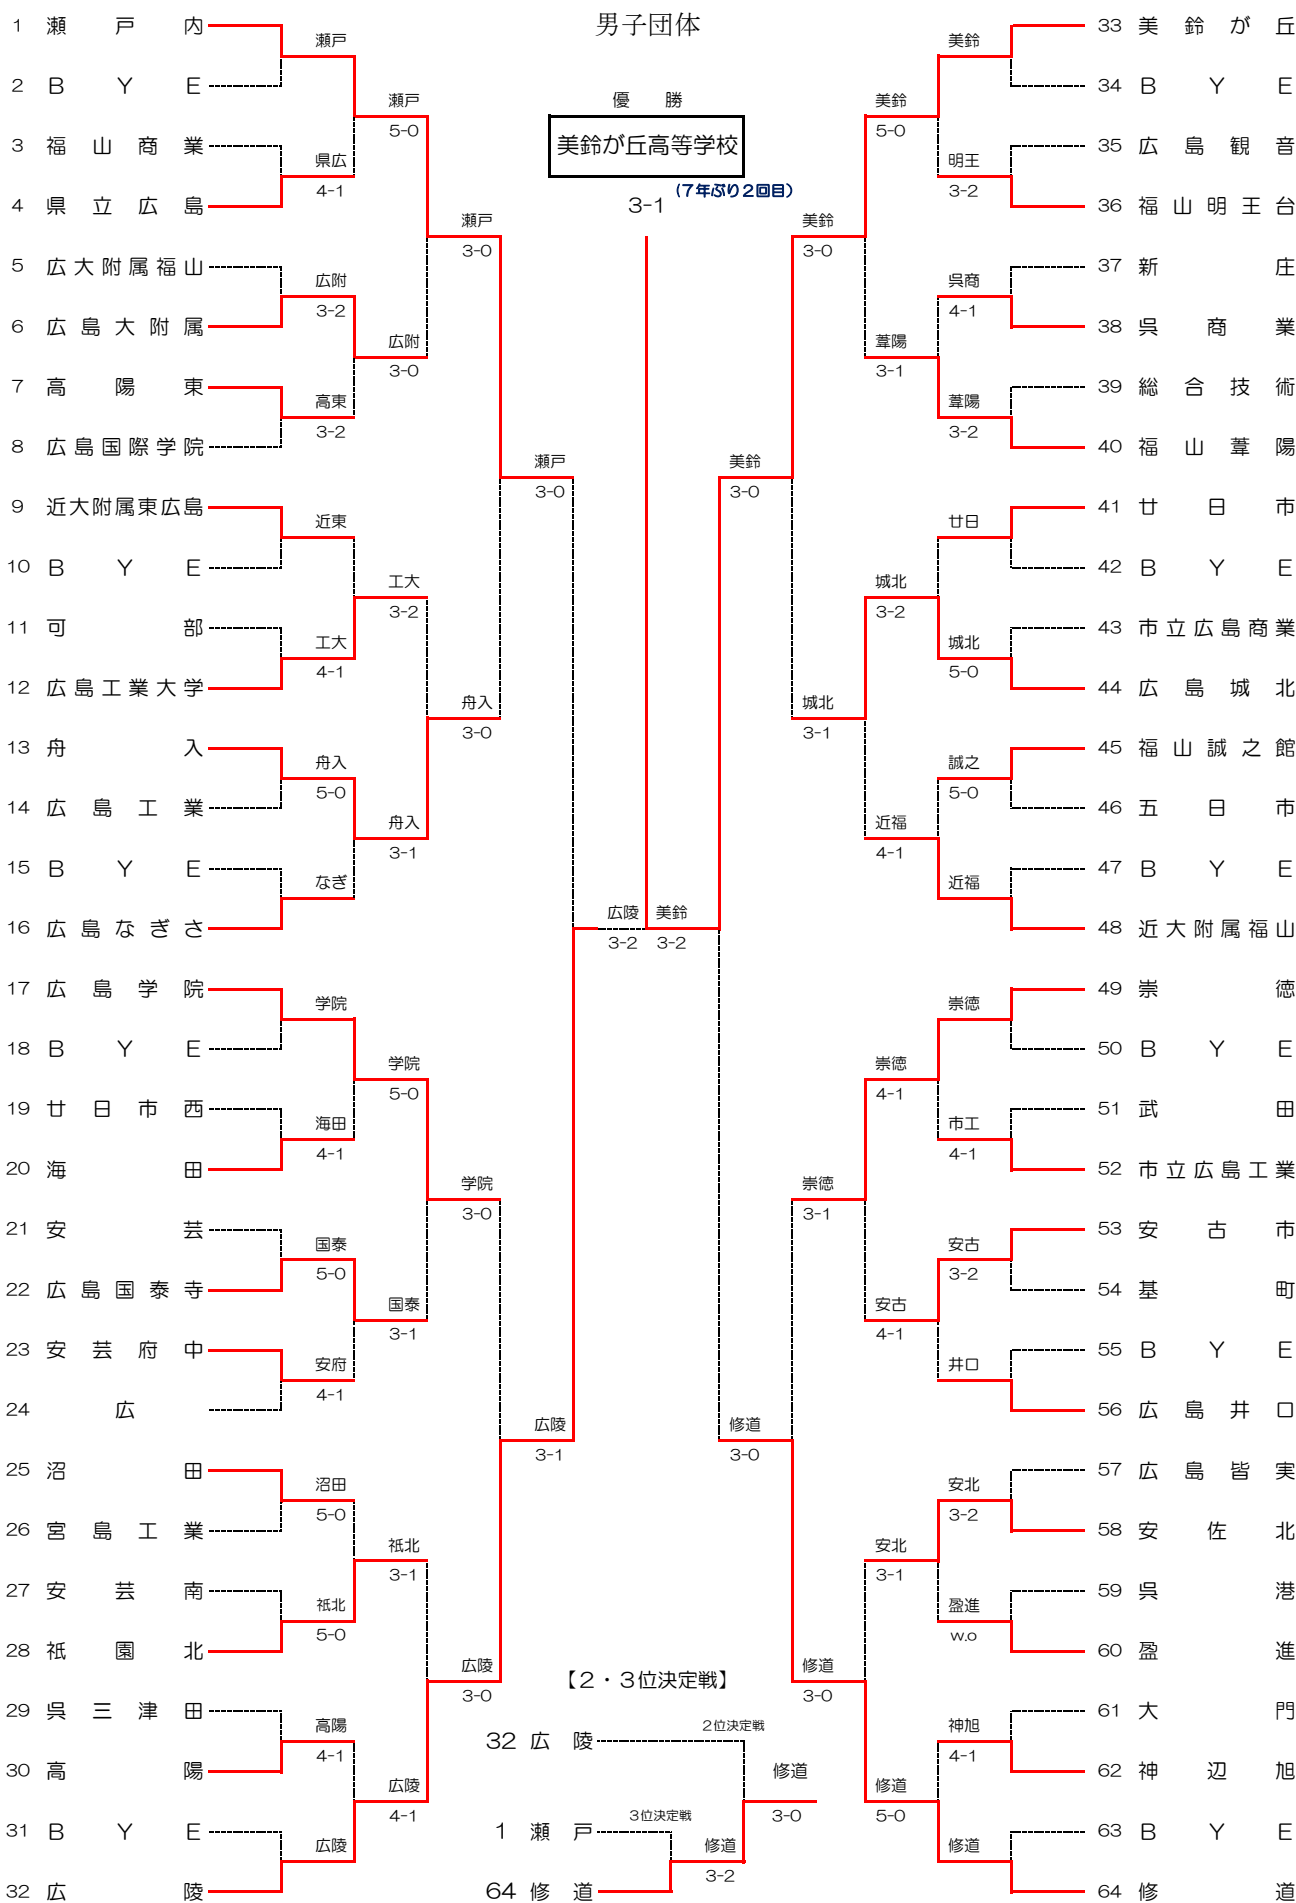 男子団体
優　勝
美鈴が丘高等学校
(7年ぶり2回目)
3-1
1 瀬戸内
2 BYE
3 福山商業
4 県立広島
5 広大附属福山
6 広島大附属
7 高陽東
8 広島国際学院
9 近大附属東広島
10 BYE
11 可部
12 広島工業大学
13 舟入
14 広島工業
15 BYE
16 広島なぎさ
17 広島学院
18 BYE
19 廿日市西
20 海田
21 安芸
22 広島国泰寺
23 安芸府中
24 広
25 沼田
26 宮島工業
27 安芸南
28 祇園北
29 呉三津田
30 高陽
31 BYE
32 広陵
瀬戸
県広
4-1
広附
3-2
高東
3-2
近東
工大
4-1
舟入
5-0
なぎ
学院
海田
4-1
国泰
5-0
安府
4-1
沼田
5-0
祇北
5-0
高陽
4-1
広陵
瀬戸
5-0
広附
3-0
工大
3-2
舟入
3-1
学院
5-0
国泰
3-1
祇北
3-1
広陵
4-1
瀬戸
3-0
舟入
3-0
学院
3-0
広陵
3-0
瀬戸
3-0
広陵
3-1
広陵
3-2
美鈴
3-2
美鈴
3-0
修道
3-0
美鈴
3-0
城北
3-1
崇徳
3-1
修道
3-0
美鈴
5-0
葦陽
3-1
城北
3-2
近福
4-1
崇徳
4-1
安古
4-1
安北
3-1
修道
5-0
美鈴
明王
3-2
呉商
4-1
葦陽
3-2
廿日
城北
5-0
誠之
5-0
近福
崇徳
市工
4-1
安古
3-2
井口
安北
3-2
盈進
w.o
神旭
4-1
修道
33 美鈴が丘
34 BYE
35 広島観音
36 福山明王台
37 新庄
38 呉商業
39 総合技術
40 福山葦陽
41 廿日市
42 BYE
43 市立広島商業
44 広島城北
45 福山誠之館
46 五日市
47 BYE
48 近大附属福山
49 崇徳
50 BYE
51 武田
52 市立広島工業
53 安古市
54 基町
55 BYE
56 広島井口
57 広島皆実
58 安佐北
59 呉港
60 盈進
61 大門
62 神辺旭
63 BYE
64 修道
【2・3位決定戦】
32 広陵
2位決定戦
修道
3-0
1 瀬戸
3位決定戦
修道
3-2
64 修道